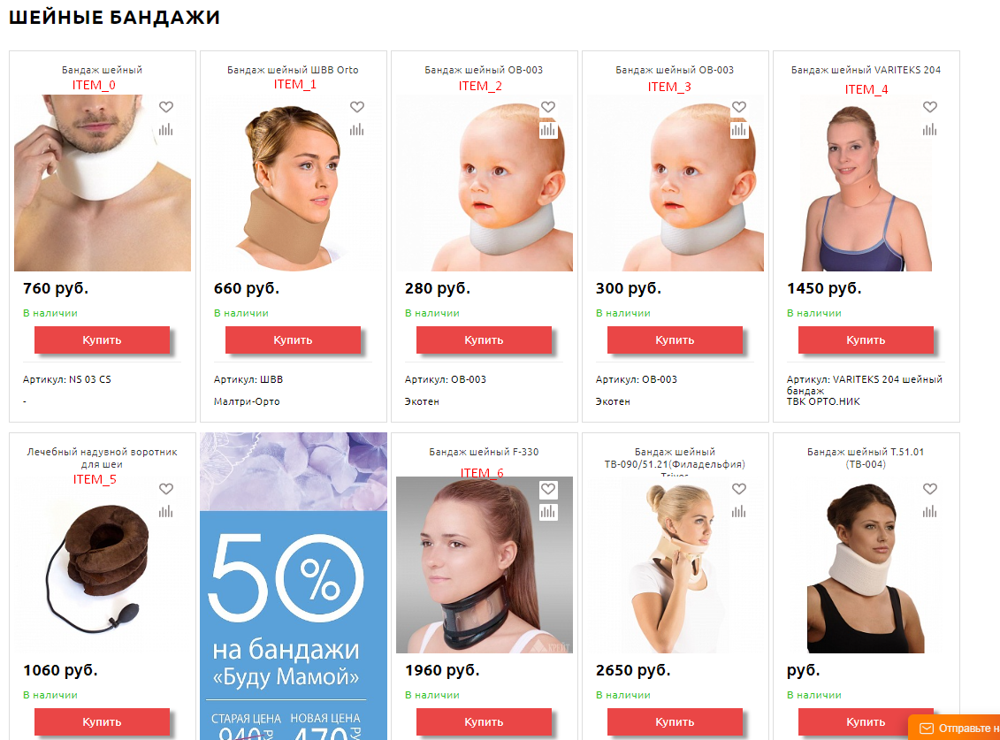 ШЕЙНЫЕ БАНДАЖИ
Бандаж шейный
ITEM_0
760 руб.
В наличии
Купить
Артикул: NS 03 CS
-
Бандаж шейный ШВВ Orto
ITEM_1
660 руб.
В наличии
Купить
Артикул: ШВВ
Малтри-Орто
Бандаж шейный ОВ-003
ITEM_2
280 руб.
В наличии
Купить
Артикул: ОВ-003
Экотен
Бандаж шейный ОВ-003
ITEM_3
300 руб.
В наличии
Купить
Артикул: ОВ-003
Экотен
Бандаж шейный VARITEKS 204
ITEM_4
1450 руб.
В наличии
Купить
Артикул: VARITEKS 204 шейный
бандаж
ТВК ОРТО.НИК
Лечебный надувной воротник
для шеи
ITEM_5
1060 руб.
В наличии
Купить
50%
на бандажи
«Буду Мамой»
СТАРАЯ ЦЕНА НОВАЯ ЦЕНА
940 РУ 470 РУ
Бандаж шейный F-330
ITEM_6
1960 руб.
В наличии
Купить
Бандаж шейный
ТВ-090/51.21(Филадельфия)
Trives
2650 руб.
В наличии
Купить
Бандаж шейный Т.51.01
(ТВ-004)
руб.
В наличии
Купить
Отправьте н